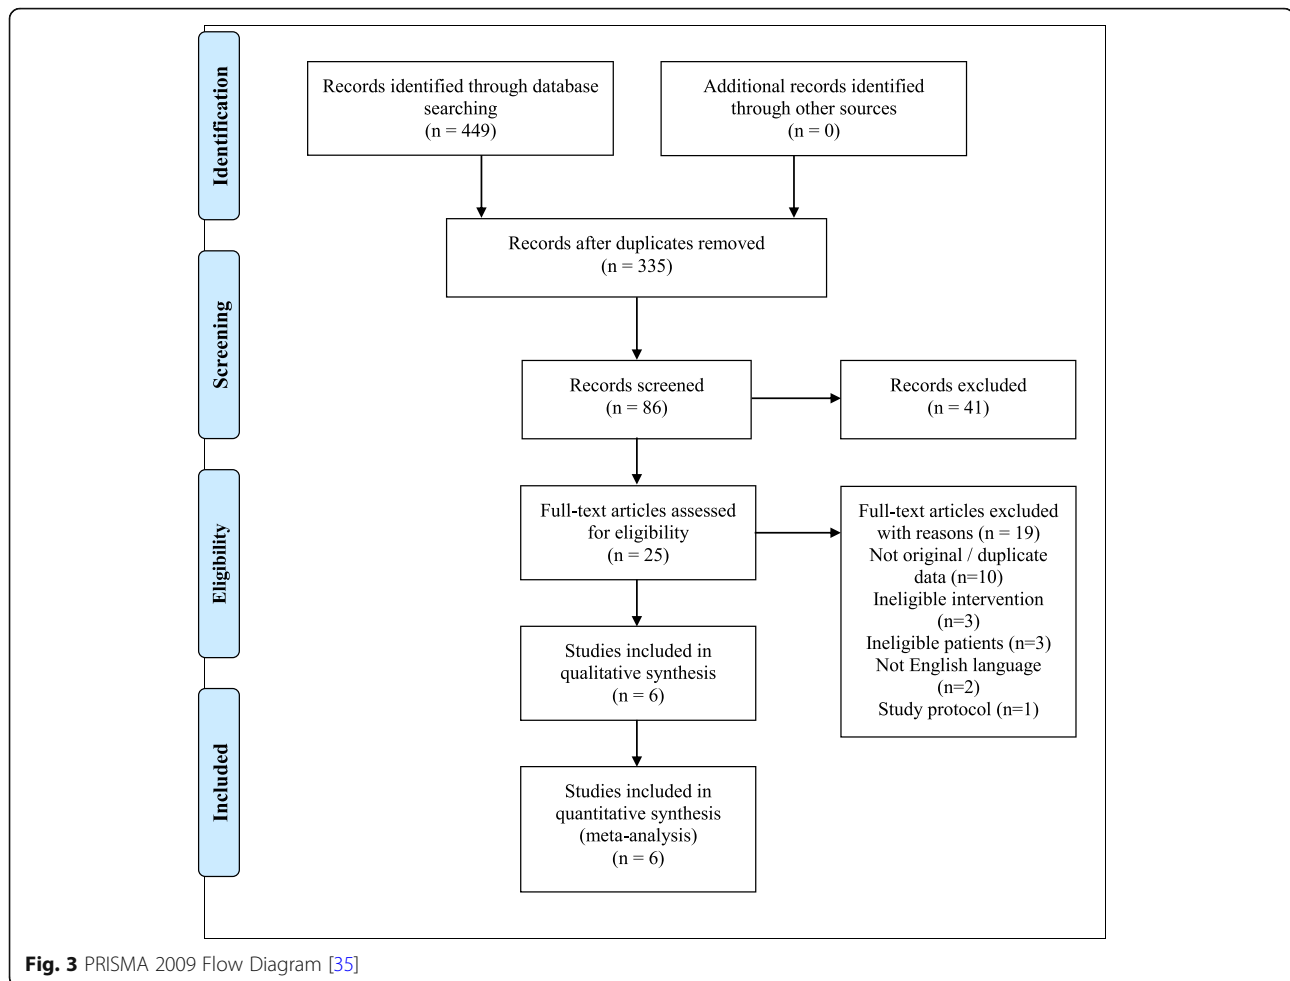 Identification
Records identified through database
searching
(n = 449)
Additional records identified
through other sources
(n = 0)
Records after duplicates removed
(n = 335)
Screening
Records screened
(n = 86)
Records excluded
(n = 41)
Eligibility
Full-text articles assessed
for eligibility
(n = 25)
Full-text articles excluded
with reasons (n = 19)
Not original / duplicate
data (n=10)
Ineligible intervention
(n=3)
Ineligible patients (n=3)
Not English language
(n=2)
Study protocol (n=1)
Studies included in
qualitative synthesis
(n = 6)
Included
Studies included in
quantitative synthesis
(meta-analysis)
(n = 6)
Fig. 3 PRISMA 2009 Flow Diagram [35]